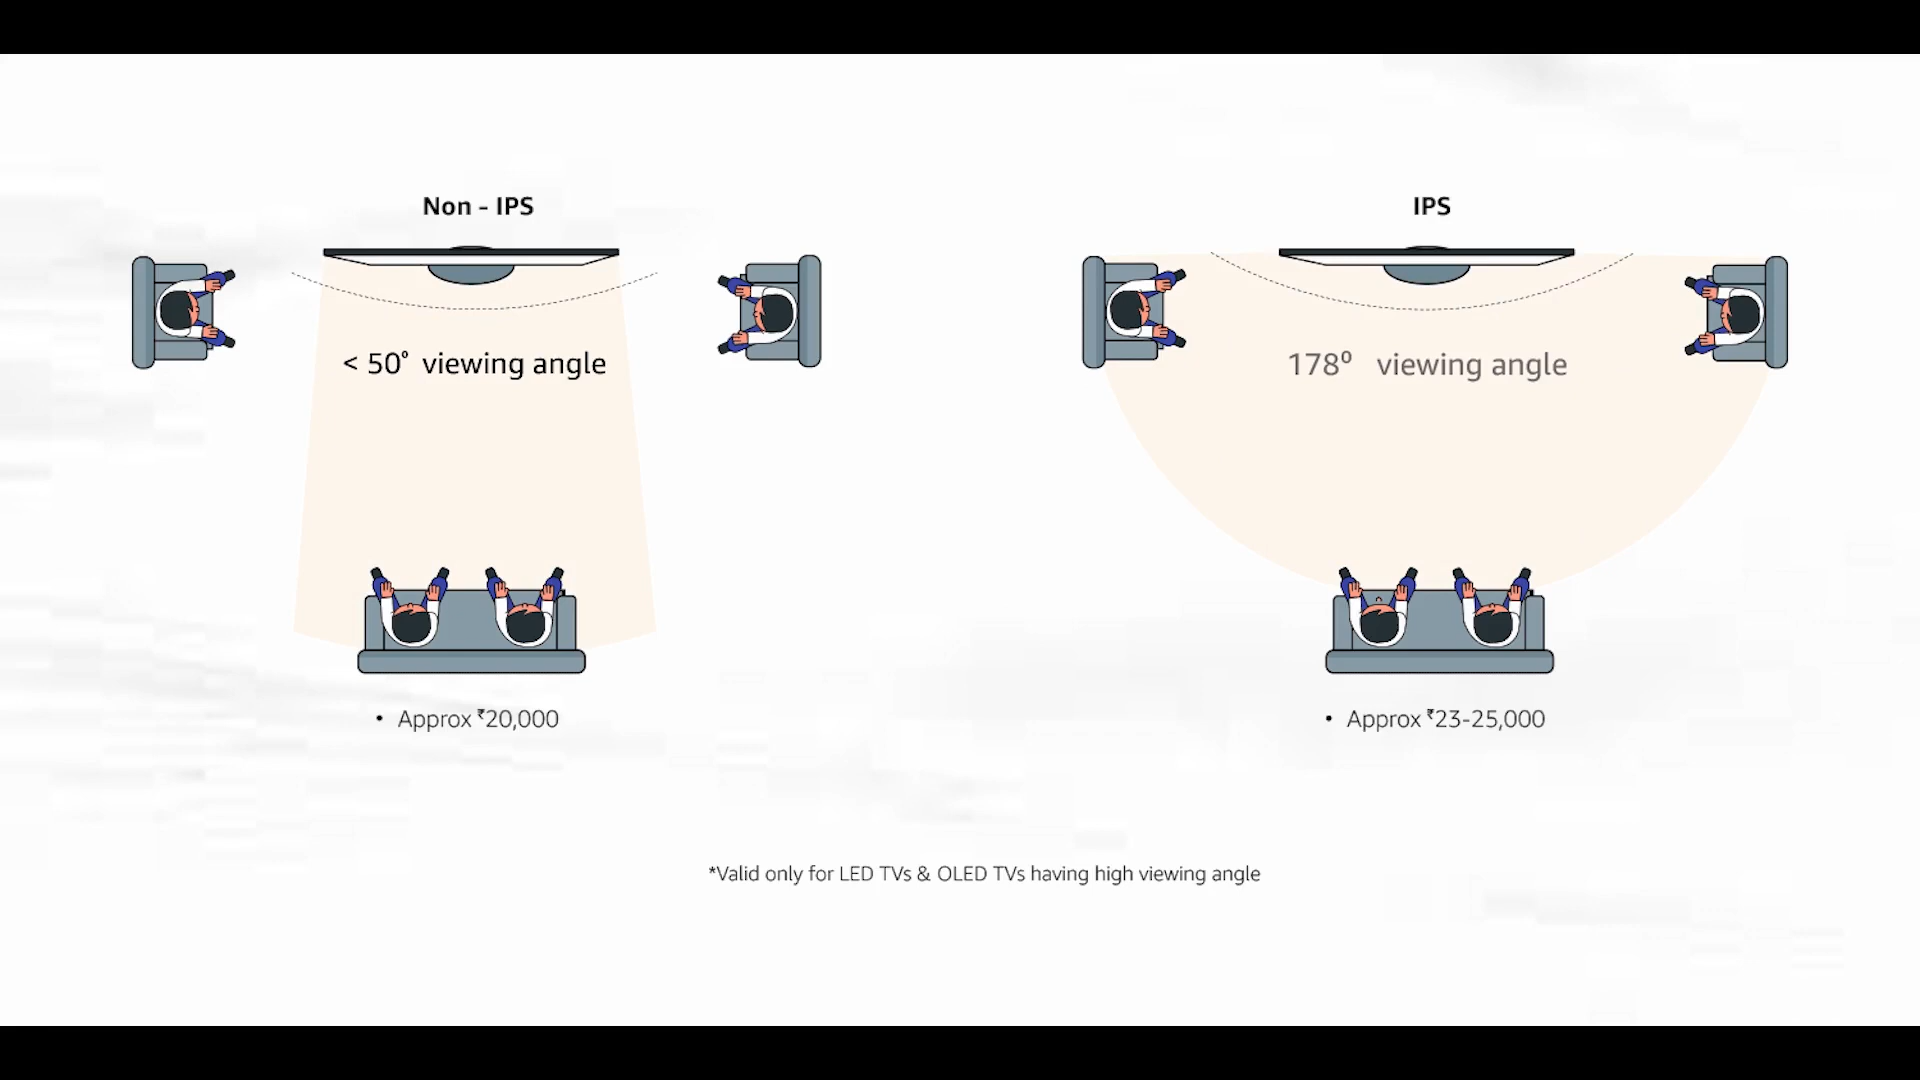 Non - IPS
IPS
< 50° viewing angle
178⁰ viewing angle
• Approx ₹20,000
• Approx ₹23-25,000
*Valid only for LED TVs & OLED TVs having high viewing angle